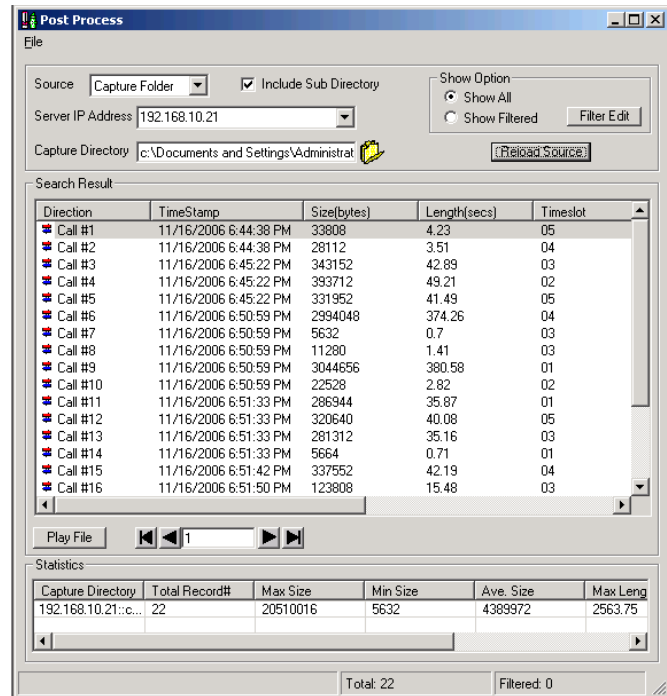 Post Process
File
Source Capture Folder Include Sub Directory
Show Option
Show All
Show Filtered Filter Edit
Server IP Address 192.168.10.21
Capture Directory c:\Documents and Settings\Administrat Reload Source
Search Result
Direction TimeStamp Size(bytes) Length(secs) Timeslot
Call #1 11/16/2006 6:44:38 PM 33808 4.23 05
Call #2 11/16/2006 6:44:38 PM 28112 3.51 04
Call #3 11/16/2006 6:45:22 PM 343152 42.89 03
Call #4 11/16/2006 6:45:22 PM 393712 49.21 02
Call #5 11/16/2006 6:45:22 PM 331952 41.49 05
Call #6 11/16/2006 6:50:59 PM 2994048 374.26 04
Call #7 11/16/2006 6:50:59 PM 5632 0.7 03
Call #8 11/16/2006 6:50:59 PM 11280 1.41 03
Call #9 11/16/2006 6:50:59 PM 3044656 380.58 01
Call #10 11/16/2006 6:50:59 PM 22528 2.82 02
Call #11 11/16/2006 6:51:33 PM 286944 35.87 01
Call #12 11/16/2006 6:51:33 PM 320640 40.08 05
Call #13 11/16/2006 6:51:33 PM 281312 35.16 03
Call #14 11/16/2006 6:51:33 PM 5664 0.71 01
Call #15 11/16/2006 6:51:42 PM 337552 42.19 04
Call #16 11/16/2006 6:51:50 PM 123808 15.48 03
Play File 1
Statistics
Capture Directory Total Record# Max Size Min Size Ave. Size Max Leng
192.168.10.21::c... 22 20510016 5632 4389972 2563.75
Total: 22 Filtered: 0